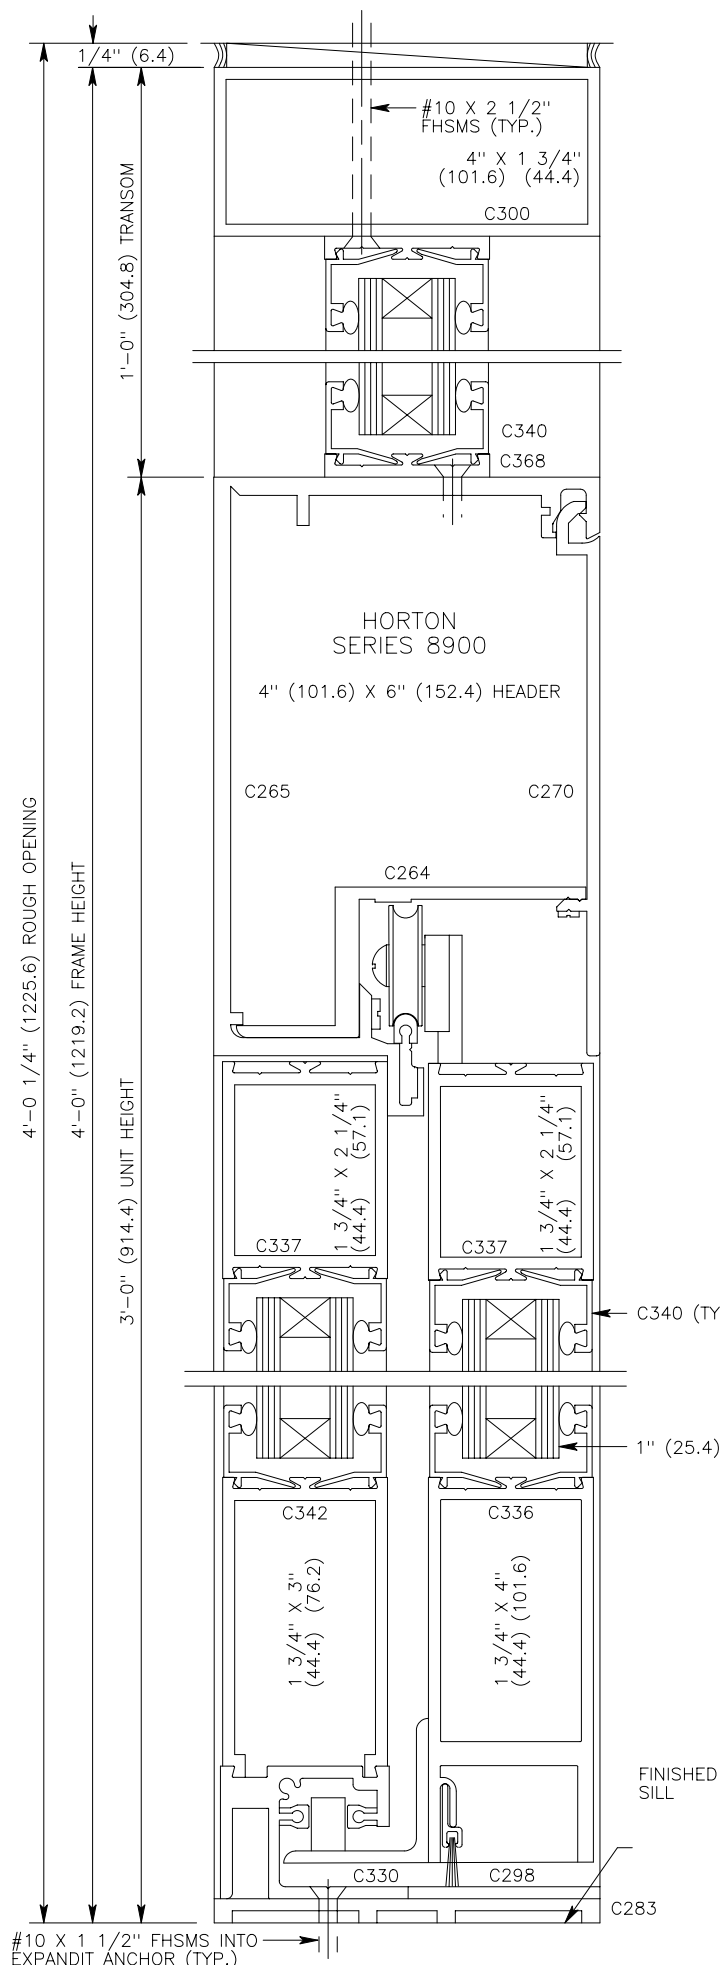 1/4" (6.4)
#10 X 2 1/2"
FHSMS (TYP.)
4" X 1 3/4"
(101.6) (44.4)
C300
1'-0" (304.8) TRANSOM
C340
C368
HORTON
SERIES 8900
4" (101.6) X 6" (152.4) HEADER
C265
C270
C264
4'-0 1/4" (1225.6) ROUGH OPENING
4'-0" (1219.2) FRAME HEIGHT
3'-0" (914.4) UNIT HEIGHT
1 3/4" X 2 1/4"
(44.4) (57.1)
1 3/4" X 2 1/4"
(44.4) (57.1)
C337
C337
C340 (TY
1" (25.4)
C342
C336
1 3/4" X 3"
(44.4) (76.2)
1 3/4" X 4"
(44.4) (101.6)
FINISHED
SILL
C330
C298
C283
#10 X 1 1/2" FHSMS INTO
EXPANDIT ANCHOR (TYP.)